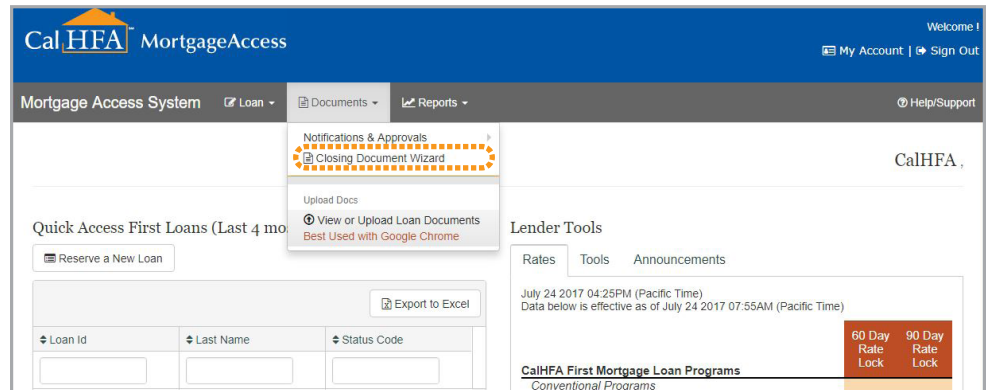 Welcome !
CalHFA MortgageAccess
My Account | Sign Out
Mortgage Access System Loan Documents Reports Help/Support
Notifications & Approvals
Closing Document Wizard
CalHFA ,
Upload Docs
View or Upload Loan Documents
Best Used with Google Chrome
Quick Access First Loans (Last 4 mo
Reserve a New Loan
Export to Excel
Loan Id Last Name Status Code
Lender Tools
Rates Tools Announcements
July 24 2017 04:25PM (Pacific Time)
Data below is effective as of July 24 2017 07:55AM (Pacific Time)
60 Day Rate Lock
90 Day Rate Lock
CalHFA First Mortgage Loan Programs
Conventional Programs